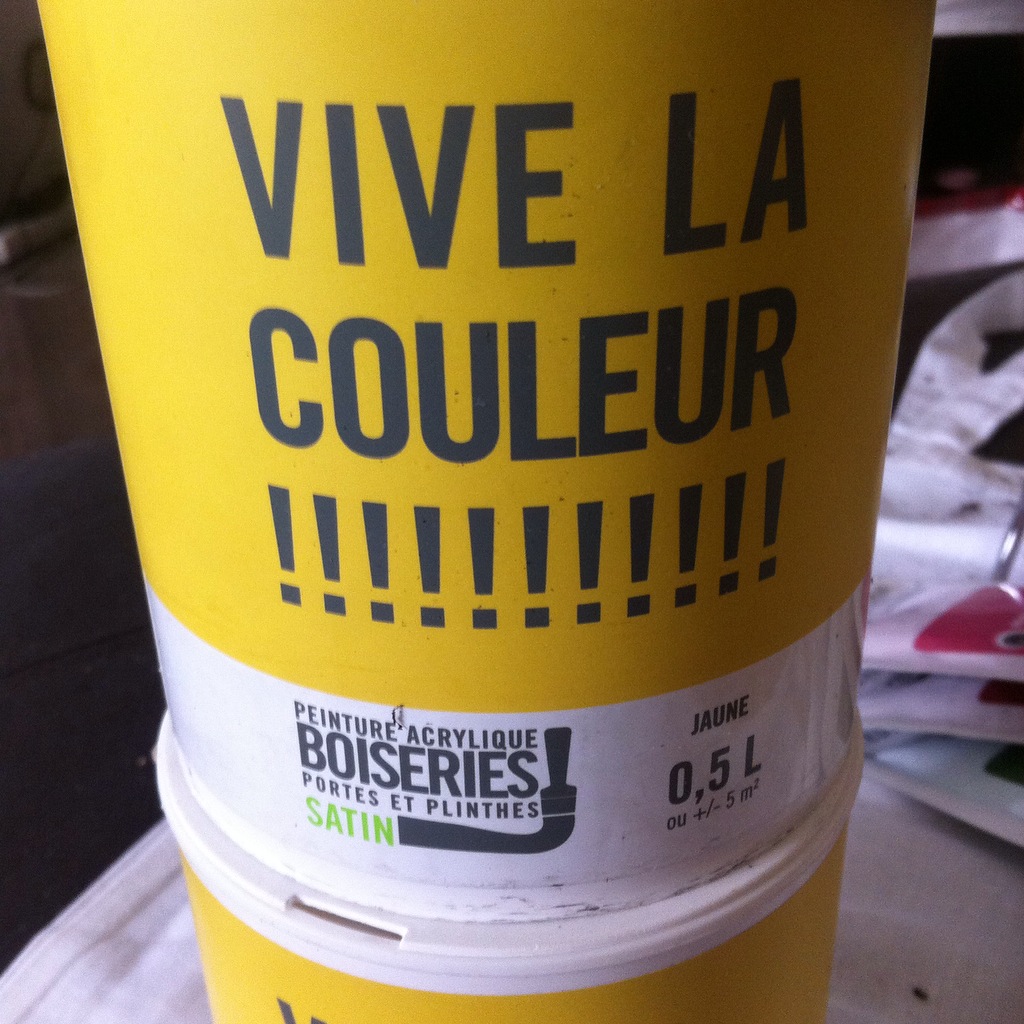 VIVE LA
COULEUR
!!!!!!!!!!!
PEINTURE ACRYLIQUE
BOISERIES
PORTES ET PLINTHES
SATIN
JAUNE
0,5 L
ou +/- 5 m²
V